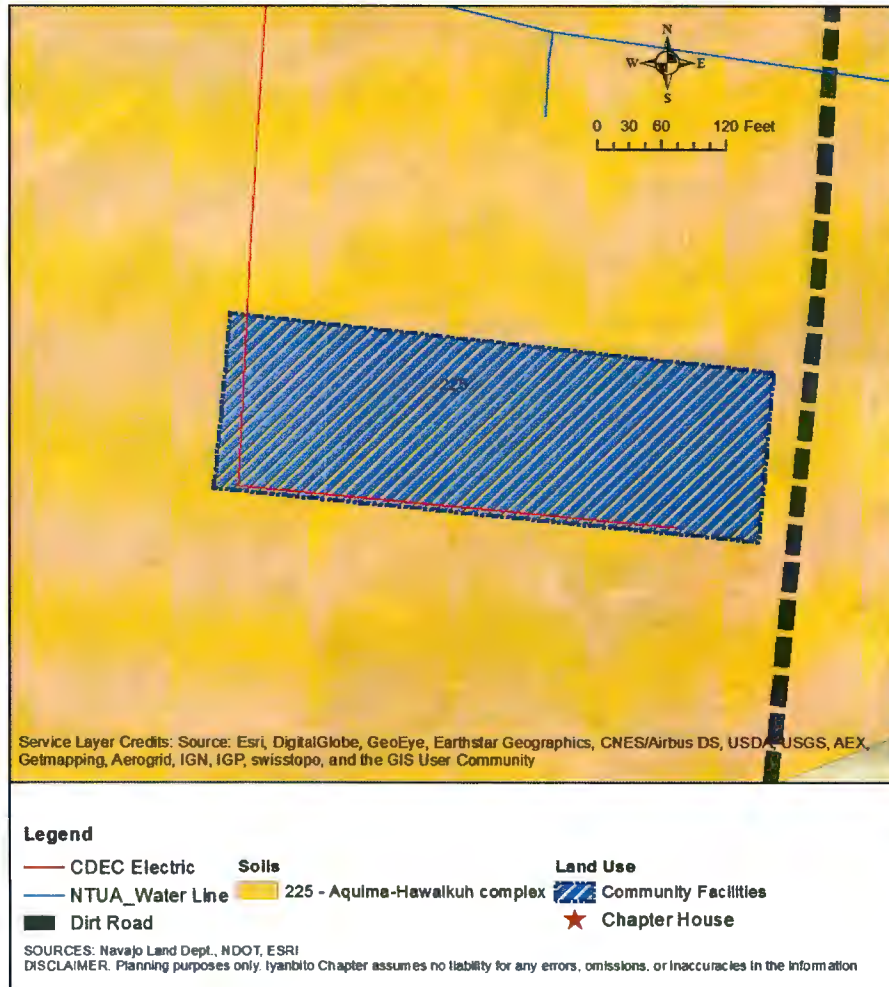 N
W E
S
0 30 60 120 Feet
225
Service Layer Credits: Source: Esri, DigitalGlobe, GeoEye, Earthstar Geographics, CNES/Airbus DS, USDA, USGS, AEX,
Getmapping, Aerogrid, IGN, IGP, swisstopo, and the GIS User Community
Legend
CDEC Electric
NTUA_Water Line
Dirt Road
Soils
225 - Aquima-Hawaikuh complex
Land Use
Community Facilities
Chapter House
SOURCES: Navajo Land Dept., NDOT, ESRI
DISCLAIMER. Planning purposes only. Iyanbito Chapter assumes no liability for any errors, omissions, or inaccuracies in the information